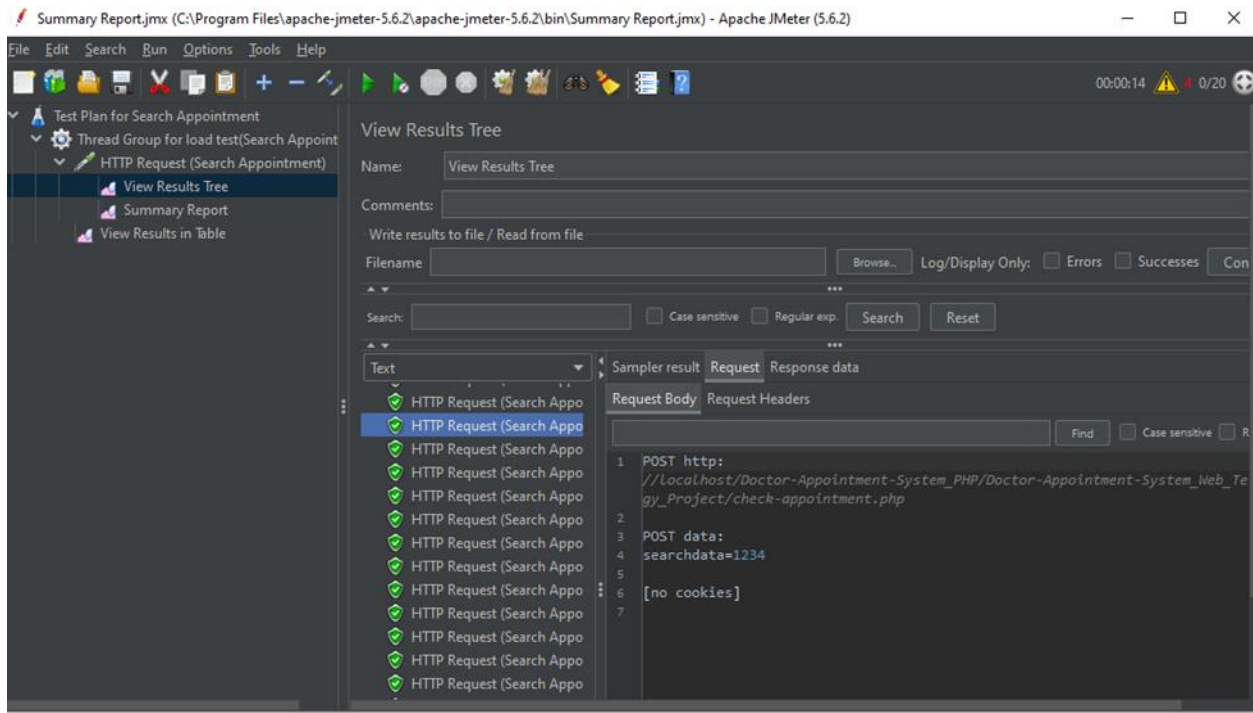 Summary Report.jmx (C:\Program Files\apache-jmeter-5.6.2\apache-jmeter-5.6.2\bin\Summary Report.jmx) - Apache JMeter (5.6.2)
File Edit Search Run Options Tools Help
00:00:14 4 0/20
Test Plan for Search Appointment
Thread Group for load test(Search Appoint
HTTP Request (Search Appointment)
View Results Tree
Summary Report
View Results in Table
View Results Tree
Name: View Results Tree
Comments:
Write results to file / Read from file
Filename Browse... Log/Display Only: Errors Successes Con
Search: Case sensitive Regular exp. Search Reset
Text
HTTP Request (Search Appo
HTTP Request (Search Appo
HTTP Request (Search Appo
HTTP Request (Search Appo
HTTP Request (Search Appo
HTTP Request (Search Appo
HTTP Request (Search Appo
HTTP Request (Search Appo
HTTP Request (Search Appo
HTTP Request (Search Appo
HTTP Request (Search Appo
HTTP Request (Search Appo
HTTP Request (Search Appo
Sampler result Request Response data
Request Body Request Headers
Find Case sensitive R
1 POST http:
//localhost/Doctor-Appointment-System_PHP/Doctor-Appointment-System_Web_Te
gy_Project/check-appointment.php
2
3 POST data:
4 searchdata=1234
5
6 [no cookies]
7